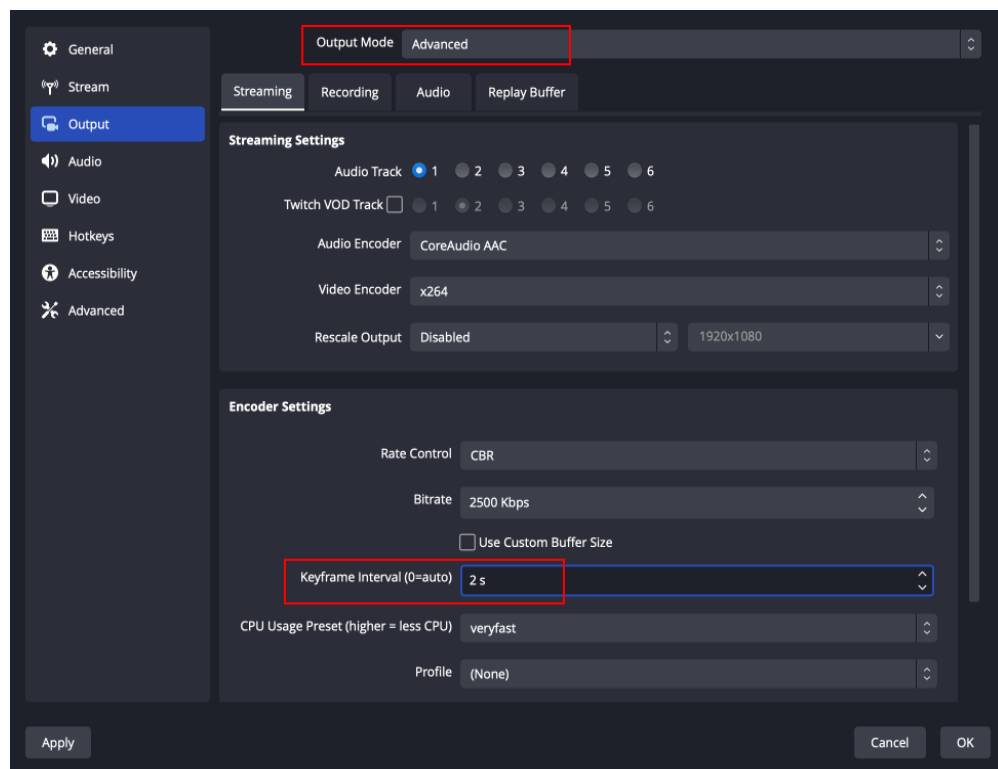 General
Stream
Output
Audio
Video
Hotkeys
Accessibility
Advanced
Output Mode Advanced
Streaming Recording Audio Replay Buffer
Streaming Settings
Audio Track 1 2 3 4 5 6
Twitch VOD Track 1 2 3 4 5 6
Audio Encoder CoreAudio AAC
Video Encoder x264
Rescale Output Disabled 1920x1080
Encoder Settings
Rate Control CBR
Bitrate 2500 Kbps
Use Custom Buffer Size
Keyframe Interval (0=auto) 2 s
CPU Usage Preset (higher = less CPU) veryfast
Profile (None)
Apply Cancel OK